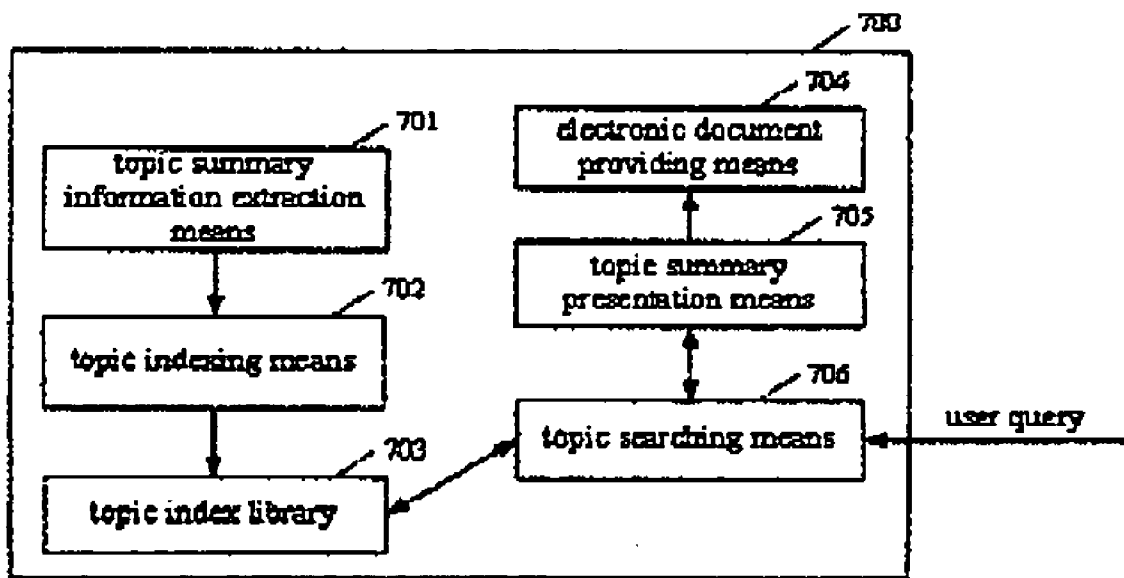 700
701
topic summary
information extraction
means
702
topic indexing means
703
topic index library
704
electronic document
providing means
705
topic summary
presentation means
706
topic searching means
user query